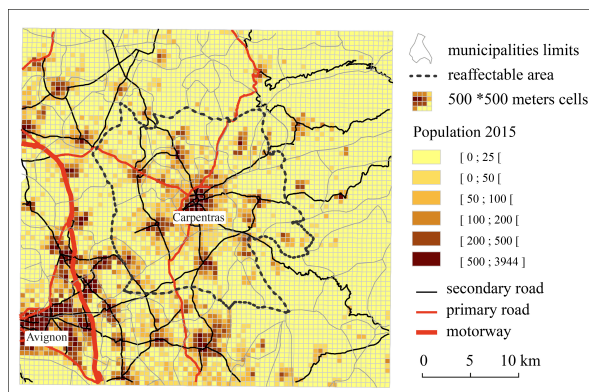 Carpentras
Avignon
municipalities limits
reaffectable area
500 *500 meters cells
Population 2015
[ 0 ; 25 [
[ 0 ; 50 [
[ 50 ; 100 [
[ 100 ; 200 [
[ 200 ; 500 [
[ 500 ; 3944 ]
secondary road
primary road
motorway
0 5 10 km